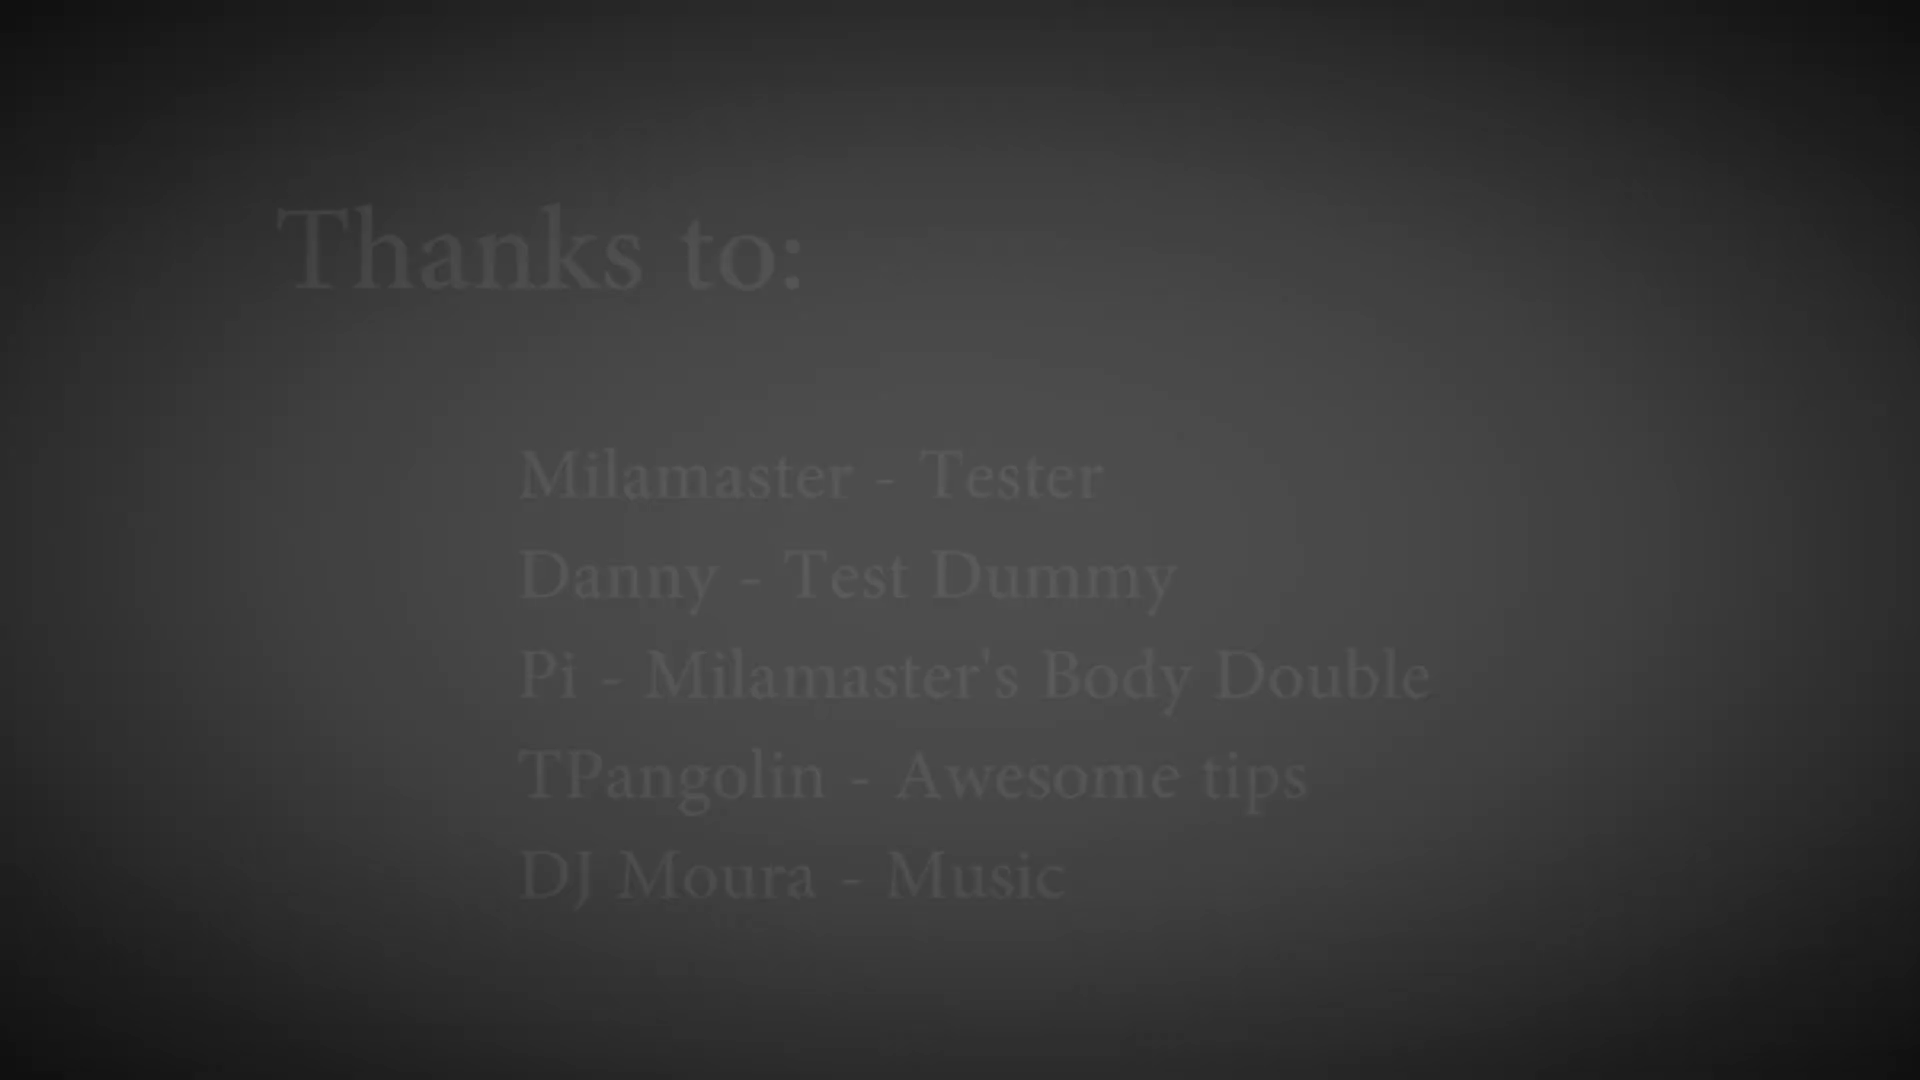 Thanks to:
Milamaster - Tester
Danny - Test Dummy
Pi - Milamaster's Body Double
TPangolin - Awesome tips
DJ Moura - Music